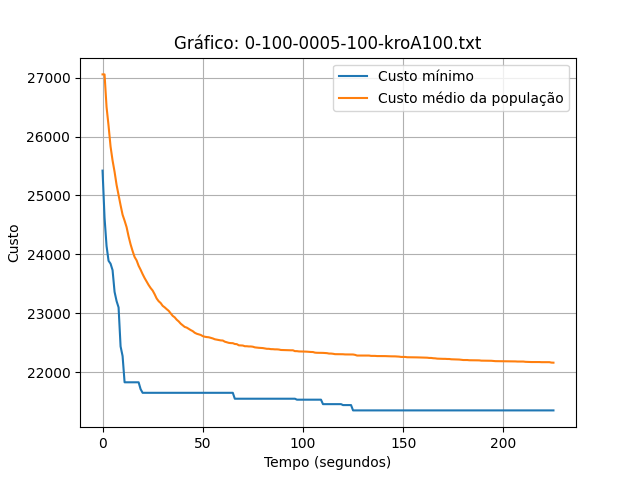 Gráfico: 0-100-0005-100-kroA100.txt
Custo mínimo
Custo médio da população
27000
26000
25000
24000
23000
22000
Custo
0 50 100 150 200
Tempo (segundos)